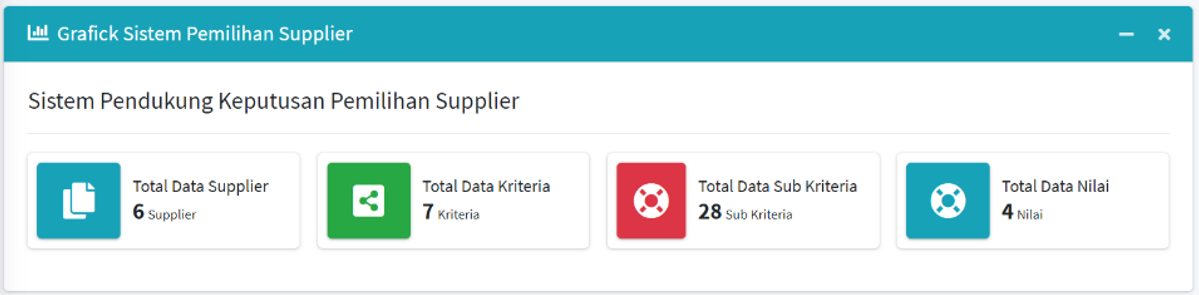 Grafick Sistem Pemilihan Supplier
Sistem Pendukung Keputusan Pemilihan Supplier
Total Data Supplier
6 Supplier
Total Data Kriteria
7 Kriteria
Total Data Sub Kriteria
28 Sub Kriteria
Total Data Nilai
4 Nilai